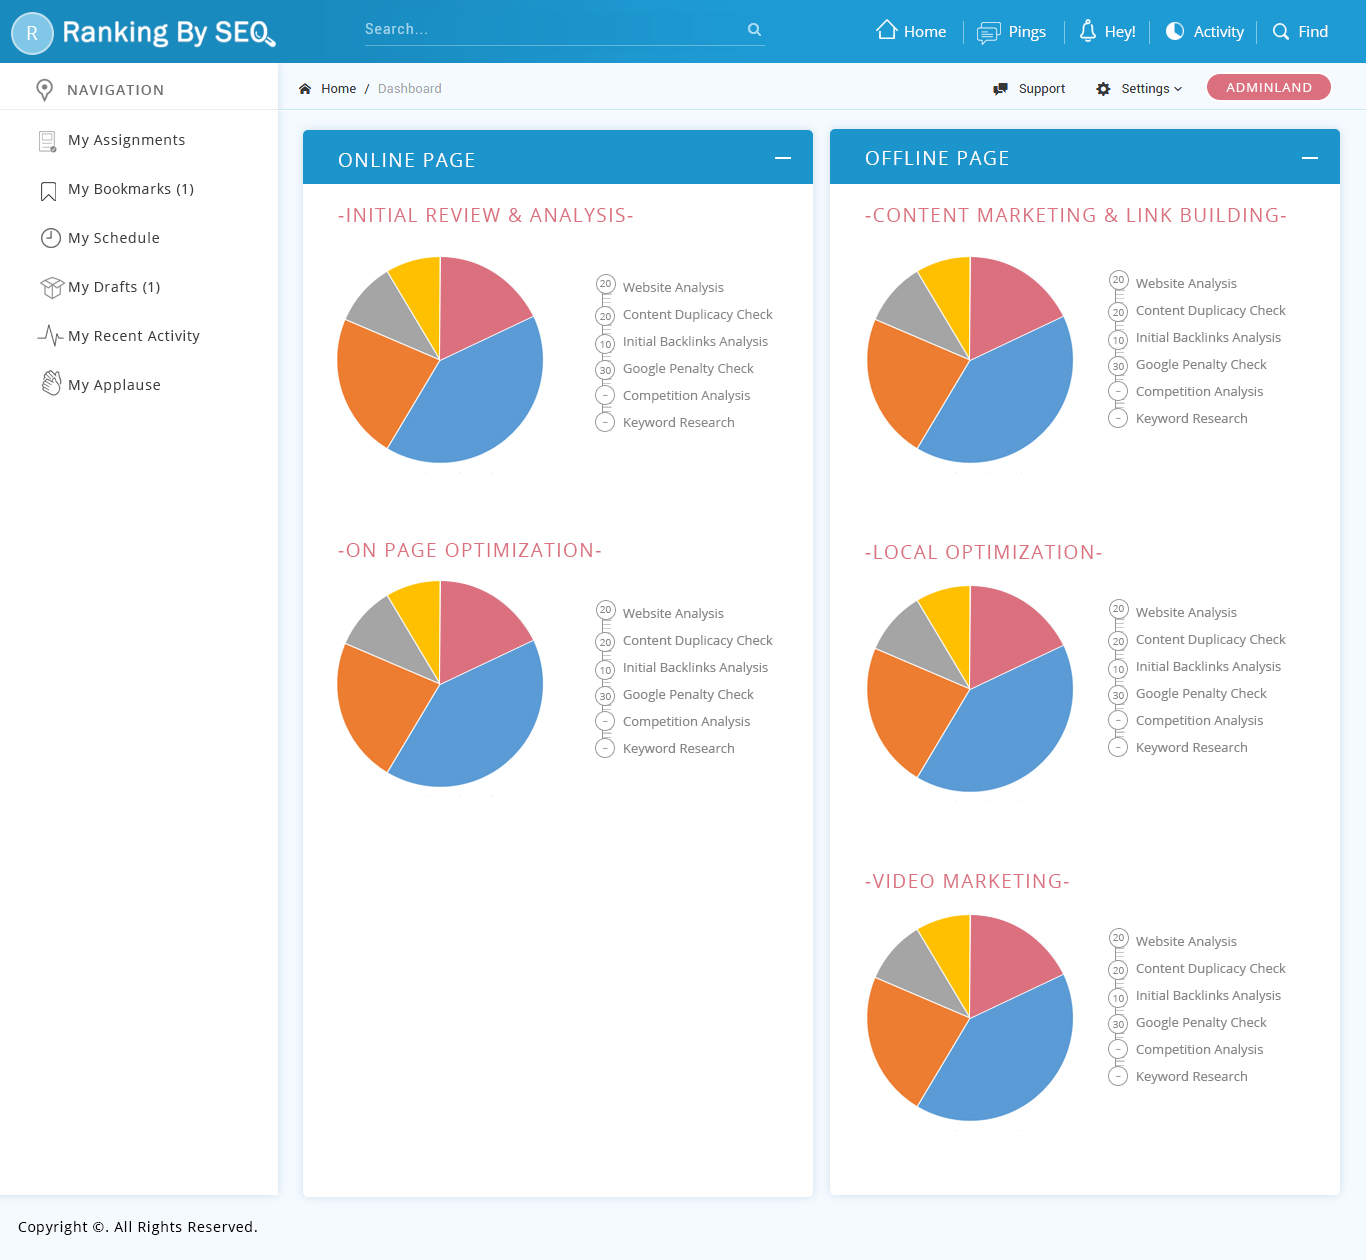 R Ranking By SEO
Search...
Home
Pings
Hey!
Activity
Find
NAVIGATION
My Assignments
My Bookmarks (1)
My Schedule
My Drafts (1)
My Recent Activity
My Applause
Home / Dashboard
Support
Settings
ADMINLAND
ONLINE PAGE
-INITIAL REVIEW & ANALYSIS-
20 Website Analysis
20 Content Duplicacy Check
10 Initial Backlinks Analysis
30 Google Penalty Check
- Competition Analysis
- Keyword Research
-ON PAGE OPTIMIZATION-
20 Website Analysis
20 Content Duplicacy Check
10 Initial Backlinks Analysis
30 Google Penalty Check
- Competition Analysis
- Keyword Research
OFFLINE PAGE
-CONTENT MARKETING & LINK BUILDING-
20 Website Analysis
20 Content Duplicacy Check
10 Initial Backlinks Analysis
30 Google Penalty Check
- Competition Analysis
- Keyword Research
-LOCAL OPTIMIZATION-
20 Website Analysis
20 Content Duplicacy Check
10 Initial Backlinks Analysis
30 Google Penalty Check
- Competition Analysis
- Keyword Research
-VIDEO MARKETING-
20 Website Analysis
20 Content Duplicacy Check
10 Initial Backlinks Analysis
30 Google Penalty Check
- Competition Analysis
- Keyword Research
Copyright ©. All Rights Reserved.